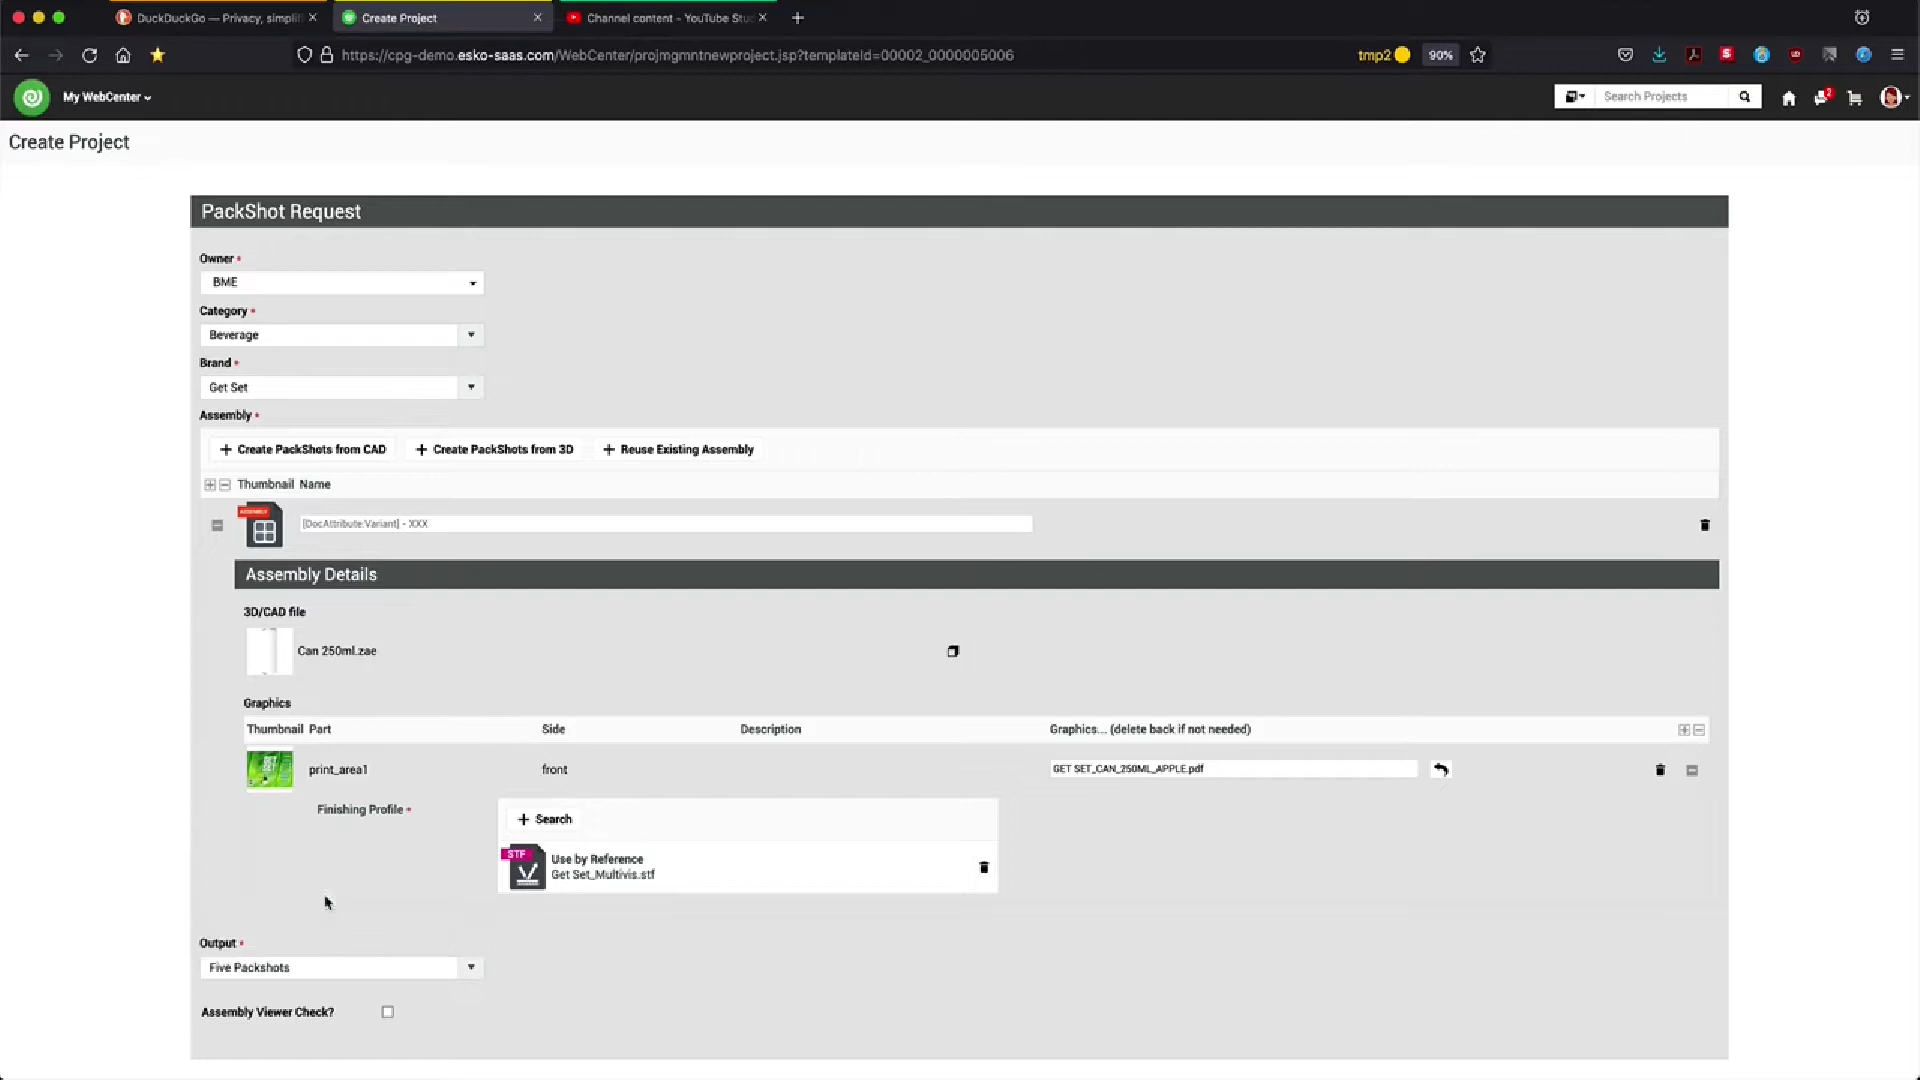 DuckDuckGo — Privacy, simplifi
Create Project
Channel content - YouTube Stu
https://cpg-demo.esko-saas.com/WebCenter/projmgmntnewproject.jsp?templateId=00002_0000005006
tmp2
90%
My WebCenter
Search Projects
2
Create Project
PackShot Request
Owner *
BME
Category *
Beverage
Brand *
Get Set
Assembly *
+ Create PackShots from CAD
+ Create PackShots from 3D
+ Reuse Existing Assembly
Thumbnail Name
ASSEMBLY
[DocAttribute:Variant] - XXX
Assembly Details
3D/CAD file
Can 250ml.zae
Graphics
Thumbnail Part Side Description Graphics... (delete back if not needed)
print_area1 front GET SET_CAN_250ML_APPLE.pdf
Finishing Profile *
+ Search
STF
Use by Reference
Get Set_Multivis.stf
Output *
Five Packshots
Assembly Viewer Check?